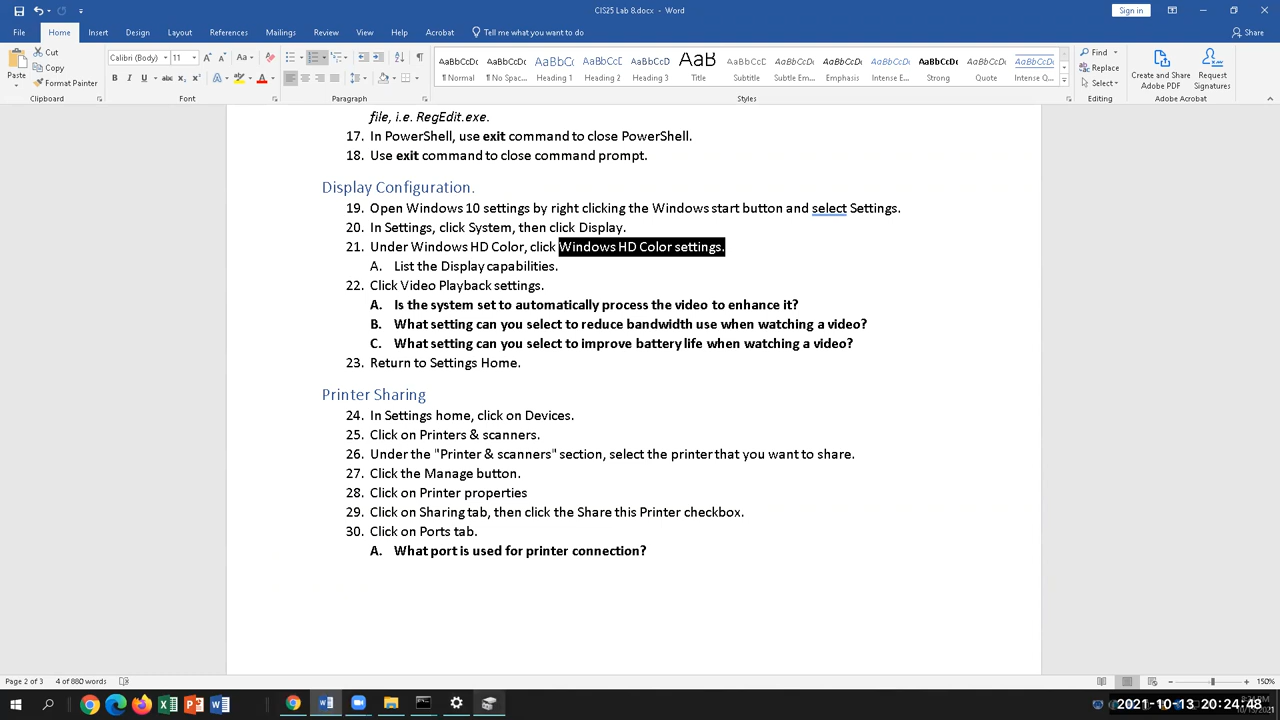 CIS25 Lab 8.docx - Word
Sign in
File Home Insert Design Layout References Mailings Review View Help Acrobat Tell me what you want to do Share
Paste Cut Copy Format Painter
Calibri (Body) 11
AaBbCcDc AaBbCcDc AaBbC( AaBbCcC AaBbCcD AaB AaBbCcD AaBbCcDt AaBbCcDt AaBbCcDt AaBbCcDc AaBbCcDt AaBbCcDt
¶ Normal ¶ No Spac... Heading 1 Heading 2 Heading 3 Title Subtitle Subtle Em... Emphasis Intense E... Strong Quote Intense Q...
Find Replace Select
Create and Share Adobe PDF Request Signatures
Clipboard Font Paragraph Styles Editing Adobe Acrobat
file, i.e. RegEdit.exe.
17. In PowerShell, use exit command to close PowerShell.
18. Use exit command to close command prompt.
Display Configuration.
19. Open Windows 10 settings by right clicking the Windows start button and select Settings.
20. In Settings, click System, then click Display.
21. Under Windows HD Color, click Windows HD Color settings.
A. List the Display capabilities.
22. Click Video Playback settings.
A. Is the system set to automatically process the video to enhance it?
B. What setting can you select to reduce bandwidth use when watching a video?
C. What setting can you select to improve battery life when watching a video?
23. Return to Settings Home.
Printer Sharing
24. In Settings home, click on Devices.
25. Click on Printers & scanners.
26. Under the "Printer & scanners" section, select the printer that you want to share.
27. Click the Manage button.
28. Click on Printer properties
29. Click on Sharing tab, then click the Share this Printer checkbox.
30. Click on Ports tab.
A. What port is used for printer connection?
Page 2 of 3 4 of 880 words 150%
2021-10-13 20:24:48